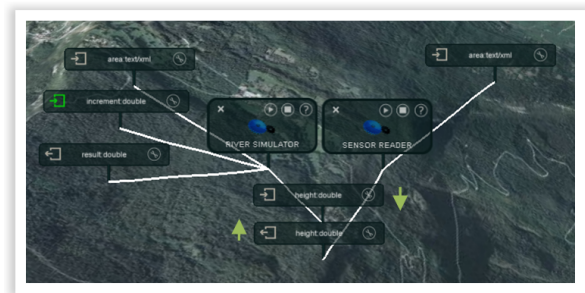 area:text/xml
area:text/xml
increment:double
result:double
RIVER SIMULATOR
SENSOR READER
height:double
height:double